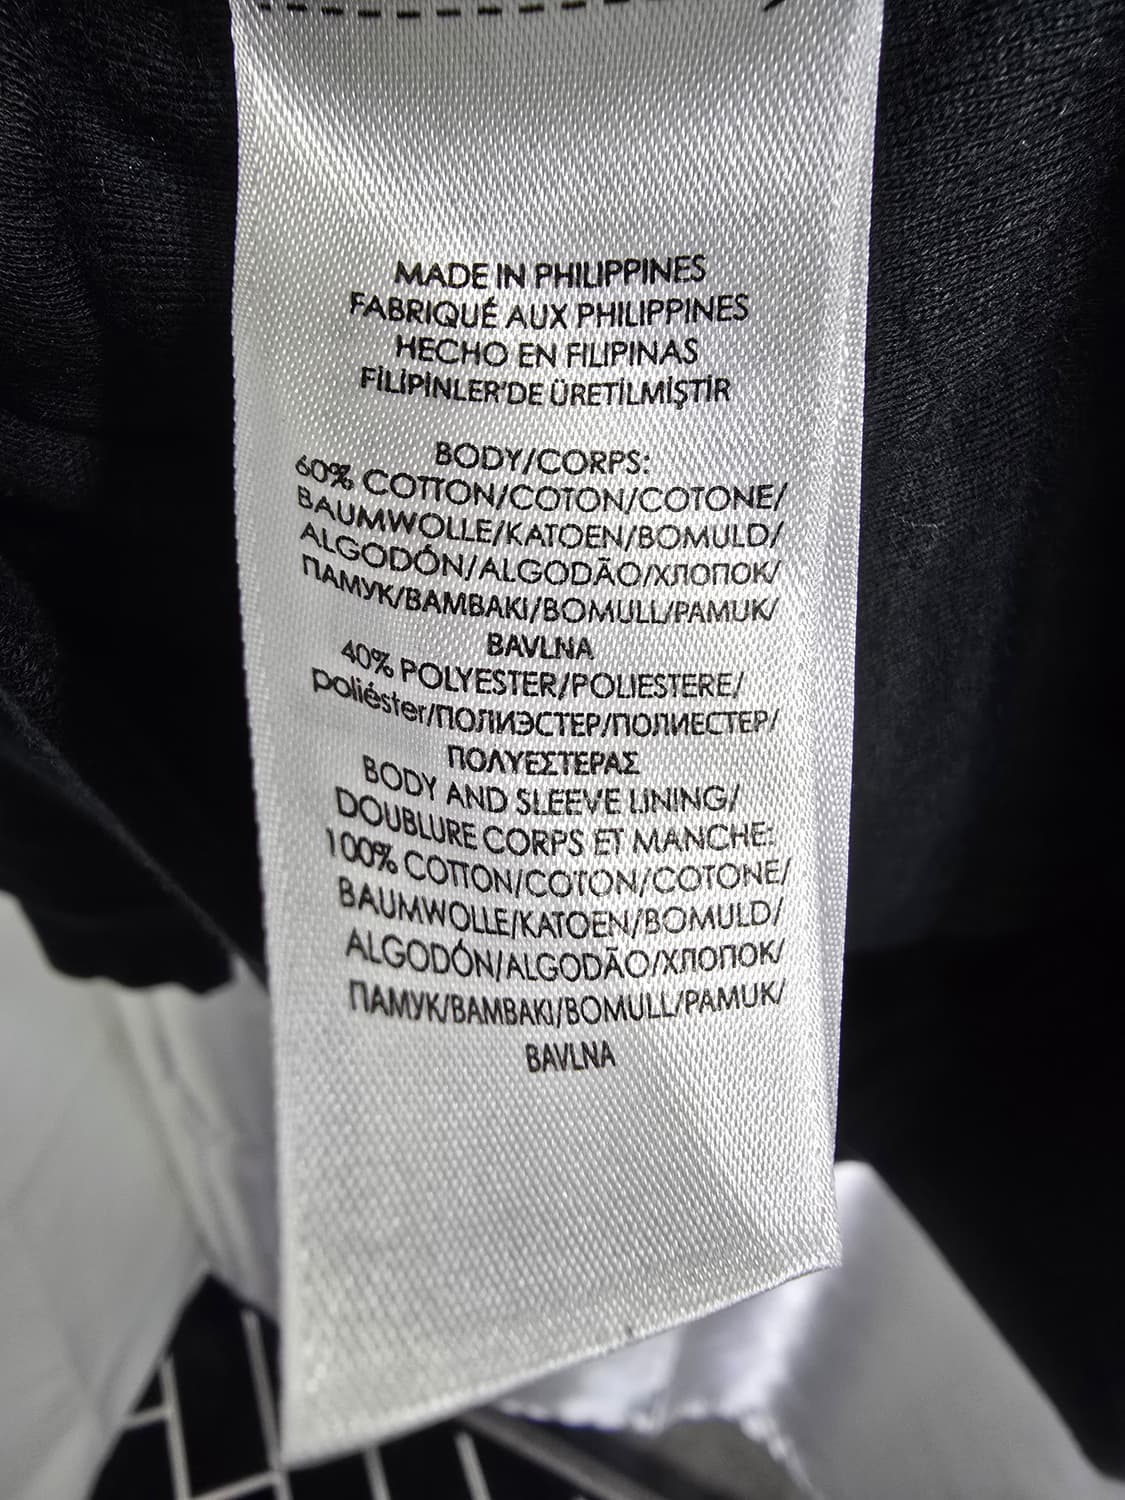 MADE IN PHILIPPINES
FABRIQUÉ AUX PHILIPPINES
HECHO EN FILIPINAS
FİLİPİNLER'DE ÜRETİLMİŞTİR
BODY/CORPS:
60% COTTON/COTON/COTONE/
BAUMWOLLE/KATOEN/BOMULD/
ALGODÓN/ALGODÃO/ХЛОПОК/
ПАМУК/BAMBAKI/BOMULL/PAMUK/
BAVLNA
40% POLYESTER/POLIESTERE/
poliéster/ПОЛИЭСТЕР/ПОЛИЕСТЕР/
ΠΟΛΥΕΣΤΕΡΑΣ
BODY AND SLEEVE LINING/
DOUBLURE CORPS ET MANCHE:
100% COTTON/COTON/COTONE/
BAUMWOLLE/KATOEN/BOMULD/
ALGODÓN/ALGODÃO/ХЛОПОК/
ПАМУК/BAMBAKI/BOMULL/PAMUK/
BAVLNA